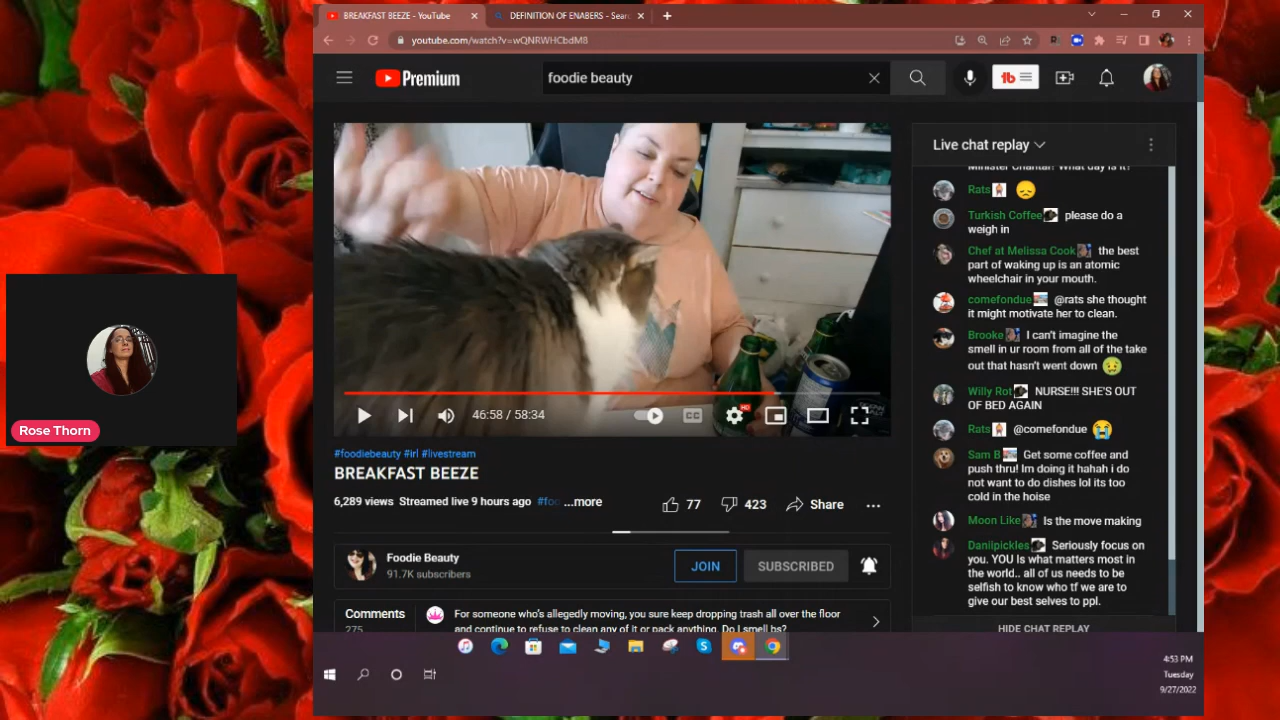 BREAKFAST BEEZE - YouTube
DEFINITION OF ENABERS - Sear
youtube.com/watch?v=wQNRWHCbdM8
Premium
foodie beauty
Live chat replay
Minister Chantal! What day is it?
Rats
Turkish Coffee please do a
weigh in
Chef at Melissa Cook the best
part of waking up is an atomic
wheelchair in your mouth.
comefondue @rats she thought
it might motivate her to clean.
Brooke I can't imagine the
smell in ur room from all of the take
out that hasn't went down
Willy Rot NURSE!!! SHE'S OUT
OF BED AGAIN
Rats @comefondue
Sam B Get some coffee and
push thru! Im doing it hahah i do
not want to do dishes lol its too
cold in the hoise
Moon Like Is the move making
Danilpickles Seriously focus on
you. YOU is what matters most in
the world.. all of us needs to be
selfish to know who tf we are to
give our best selves to ppl.
HIDE CHAT REPLAY
46:58 / 58:34
CC
HD
#foodiebeauty #irl #livestream
BREAKFAST BEEZE
6,289 views Streamed live 9 hours ago #foo ...more
77
423
Share
Foodie Beauty
91.7K subscribers
JOIN
SUBSCRIBED
Comments
275
For someone who's allegedly moving, you sure keep dropping trash all over the floor
and continue to refuse to clean any of it or pack anything. Do I smell bs?
Rose Thorn
4:53 PM
Tuesday
9/27/2022